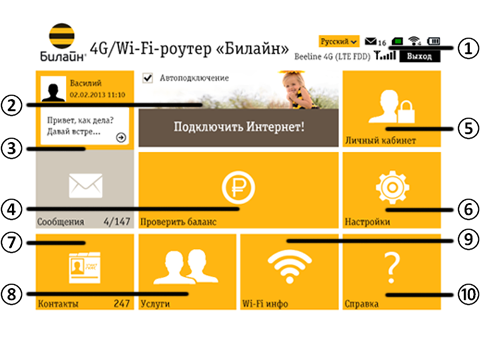 Билайн®
4G/Wi-Fi-роутер «Билайн»
Русский
16
4
Beeline 4G (LTE FDD)
Выход
1
Василий
02.02.2013 11:10
Привет, как дела?
Давай встре...
Автоподключение
Подключить Интернет!
2
3
Личный кабинет
5
Сообщения 4/147
4
Проверить баланс
₽
Настройки
6
7
Контакты 247
8
Услуги
Wi-Fi инфо
9
?
Справка
10